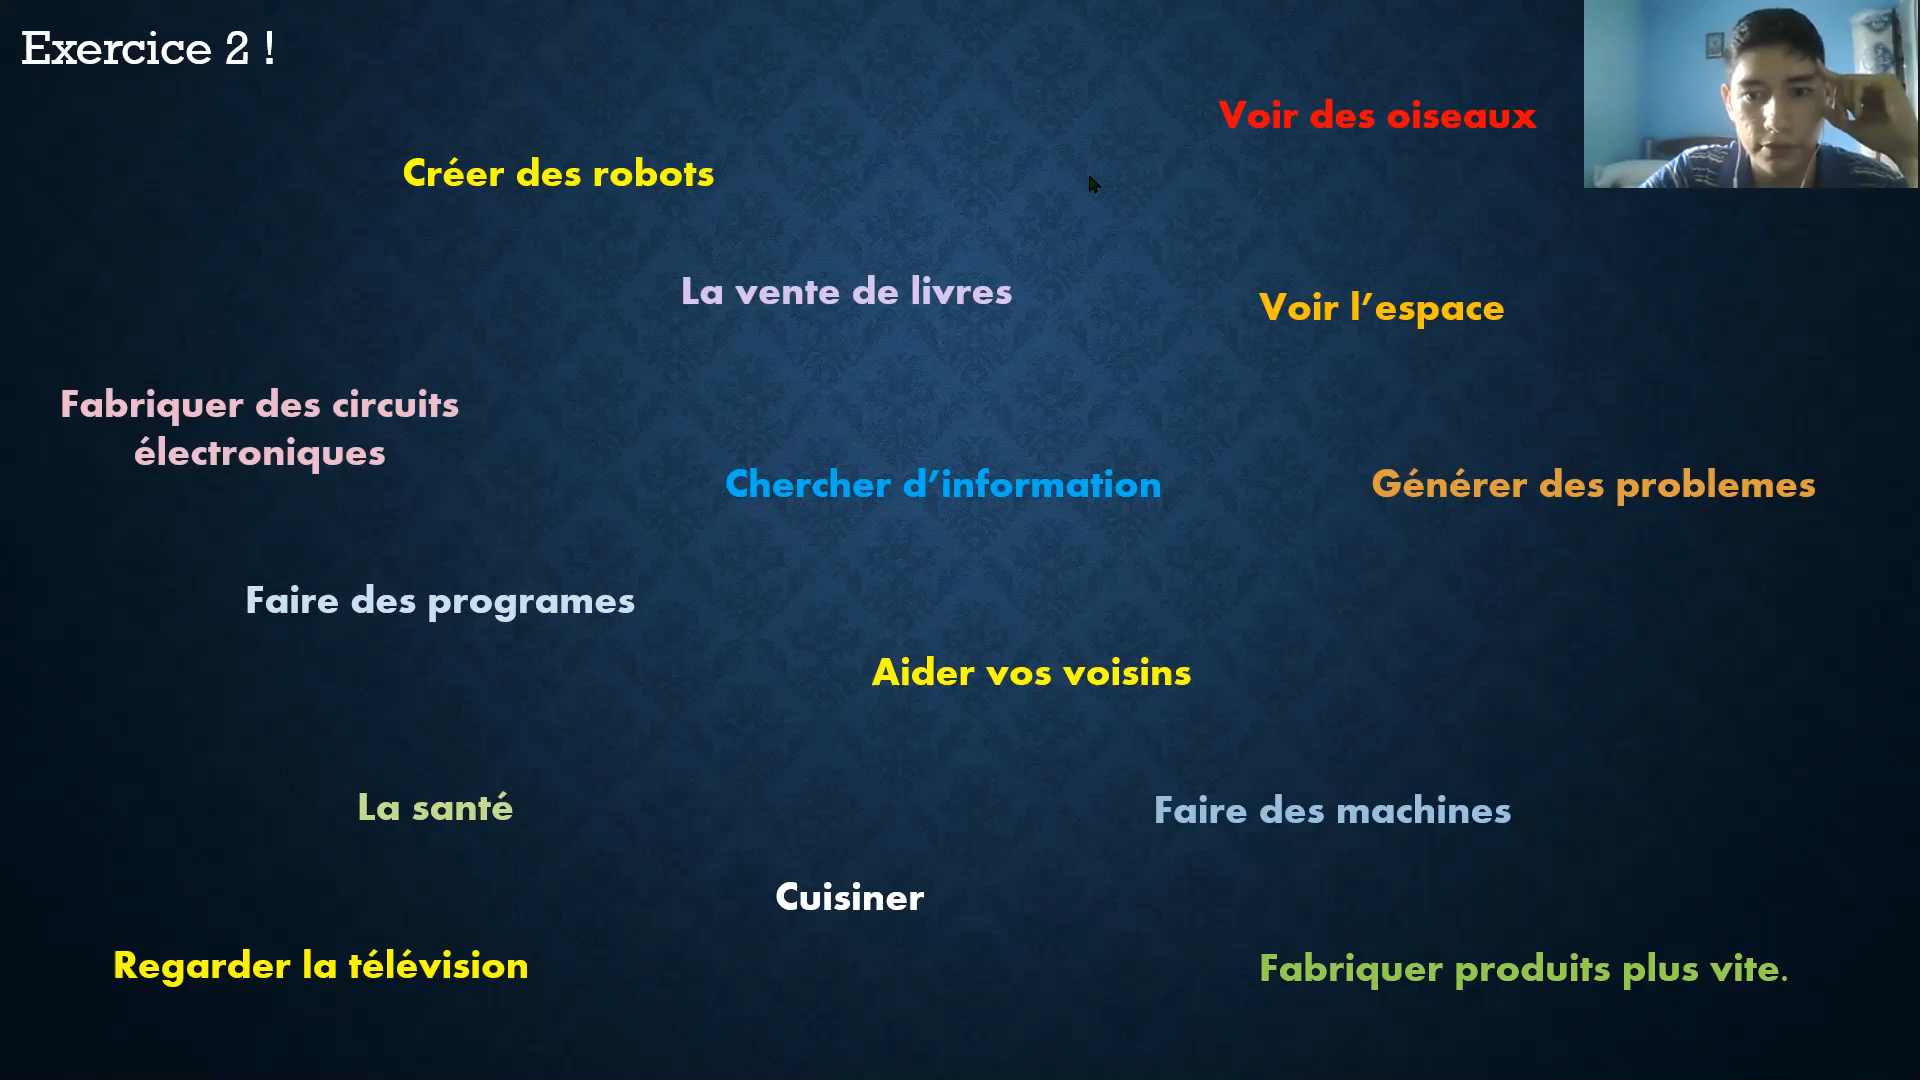 Exercice 2 !
Voir des oiseaux
Créer des robots
La vente de livres
Voir l’espace
Fabriquer des circuits
électroniques
Chercher d’information
Générer des problemes
Faire des programes
Aider vos voisins
La santé
Faire des machines
Cuisiner
Regarder la télévision
Fabriquer produits plus vite.